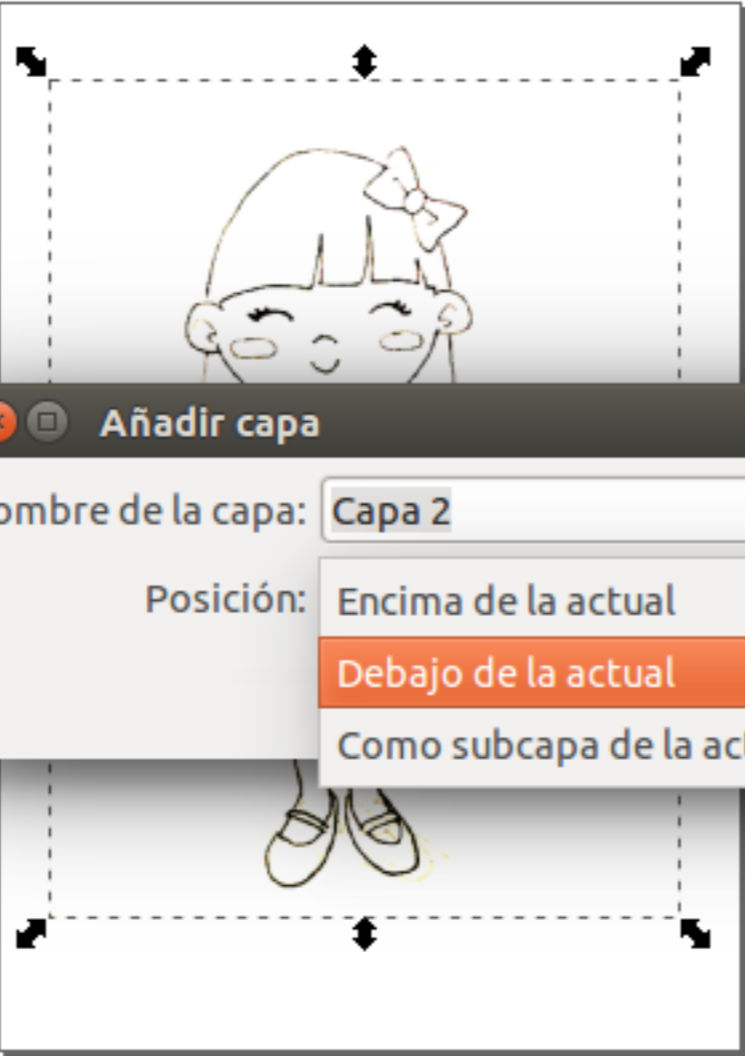 Añadir capa
ombre de la capa: Capa 2
Posición: Encima de la actual
Debajo de la actual
Como subcapa de la